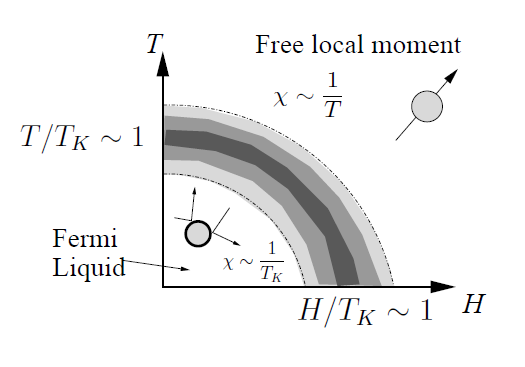 T
Free local moment
χ ∼ 1/T
T/T_K ∼ 1
Fermi
Liquid
χ ∼ 1/T_K
H/T_K ∼ 1
H